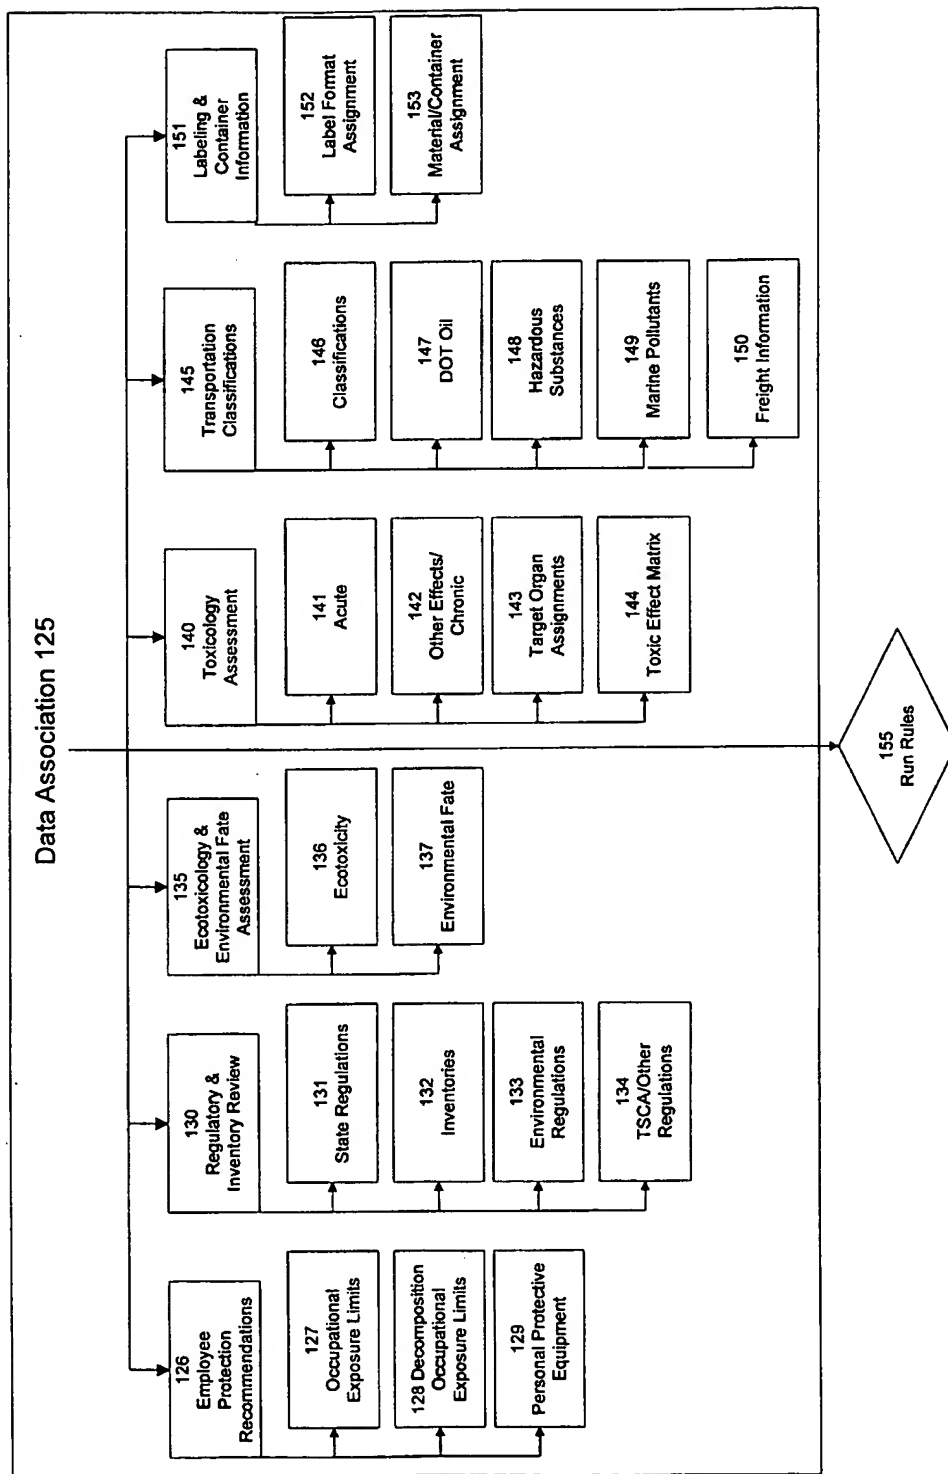 Data Association 125
126
Employee
Protection
Recommendations
127
Occupational
Exposure Limits
128 Decomposition
Occupational
Exposure Limits
129
Personal Protective
Equipment
130
Regulatory &
Inventory Review
131
State Regulations
132
Inventories
133
Environmental
Regulations
134
TSCA/Other
Regulations
135
Ecotoxicology &
Environmental Fate
Assessment
136
Ecotoxicity
137
Environmental Fate
140
Toxicology
Assessment
141
Acute
142
Other Effects/
Chronic
143
Target Organ
Assignments
144
Toxic Effect Matrix
145
Transportation
Classifications
146
Classifications
147
DOT Oil
148
Hazardous
Substances
149
Marine Pollutants
150
Freight Information
151
Labeling &
Container
Information
152
Label Format
Assignment
153
Material/Container
Assignment
155
Run Rules